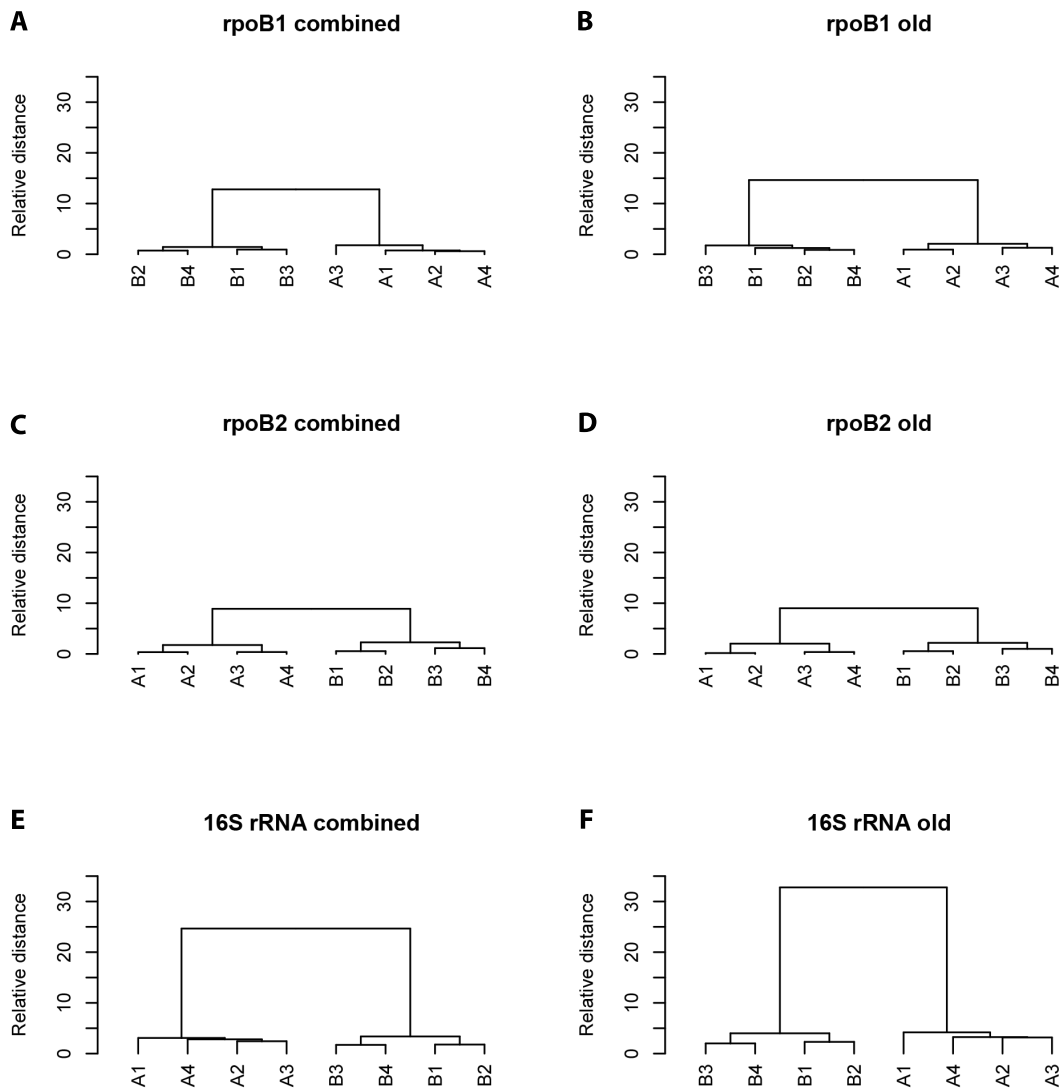 A
rpoB1 combined
Relative distance
30
20
10
0
B2 B4 B1 B3 A3 A1 A2 A4
B
rpoB1 old
Relative distance
30
20
10
0
B3 B1 B2 B4 A1 A2 A3 A4
C
rpoB2 combined
Relative distance
30
20
10
0
A1 A2 A3 A4 B1 B2 B3 B4
D
rpoB2 old
Relative distance
30
20
10
0
A1 A2 A3 A4 B1 B2 B3 B4
E
16S rRNA combined
Relative distance
30
20
10
0
A1 A4 A2 A3 B3 B4 B1 B2
F
16S rRNA old
Relative distance
30
20
10
0
B3 B4 B1 B2 A1 A4 A2 A3